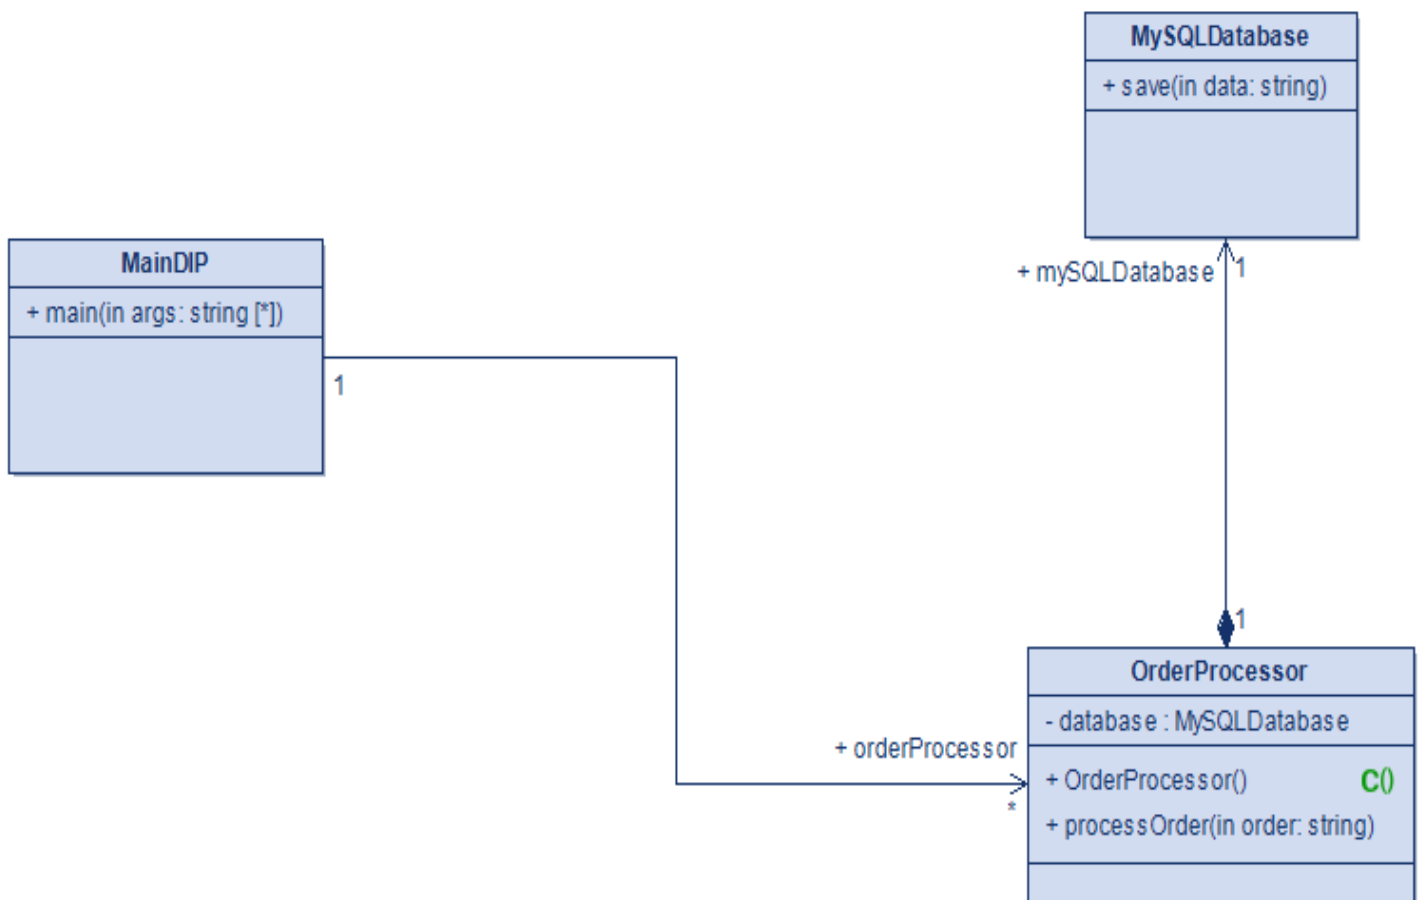 MySQLDatabase
+ save(in data: string)
+ mySQLDatabase
1
MainDIP
+ main(in args: string [*])
1
1
OrderProcessor
- database : MySQLDatabase
+ orderProcessor
*
+ OrderProcessor() C()
+ processOrder(in order: string)